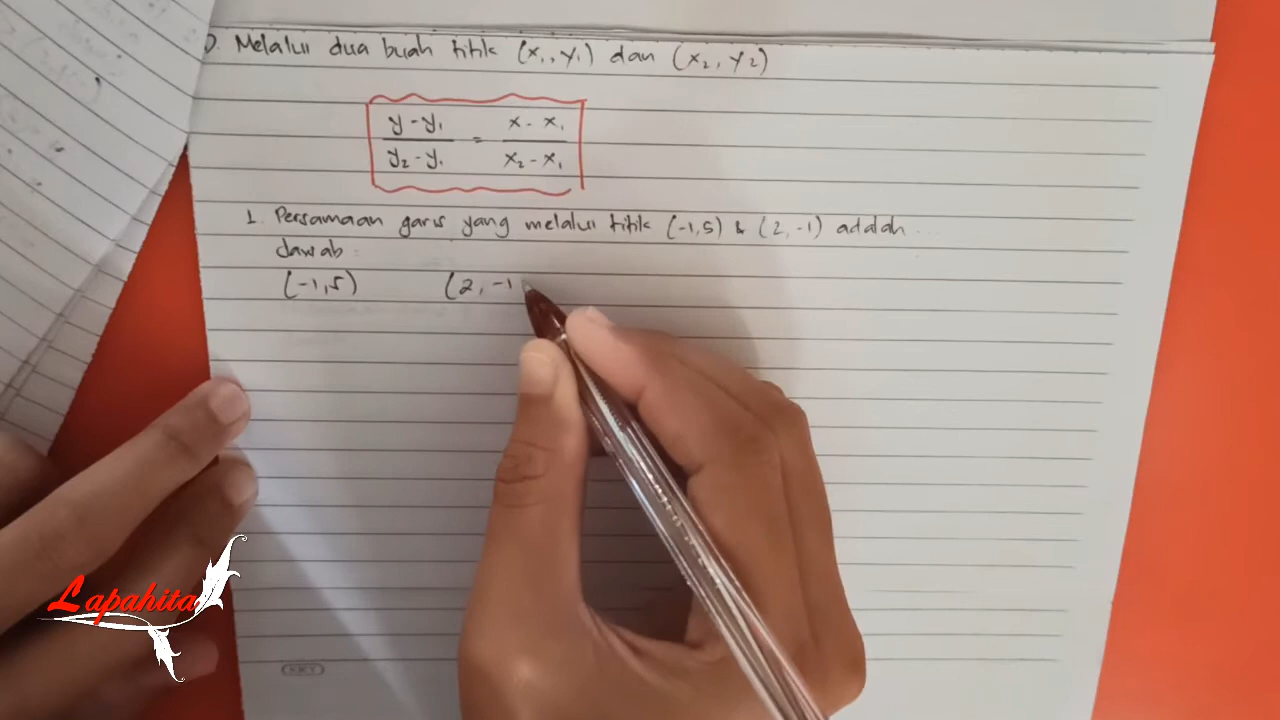 Melalui dua buah titik (x₁, y₁) dan (x₂, y₂)
y - y₁ / y₂ - y₁ = x - x₁ / x₂ - x₁
1. Persamaan garis yang melalui titik (-1,5) & (2, -1) adalah ...
Jawab :
(-1,5) (2, -1
Lapahita